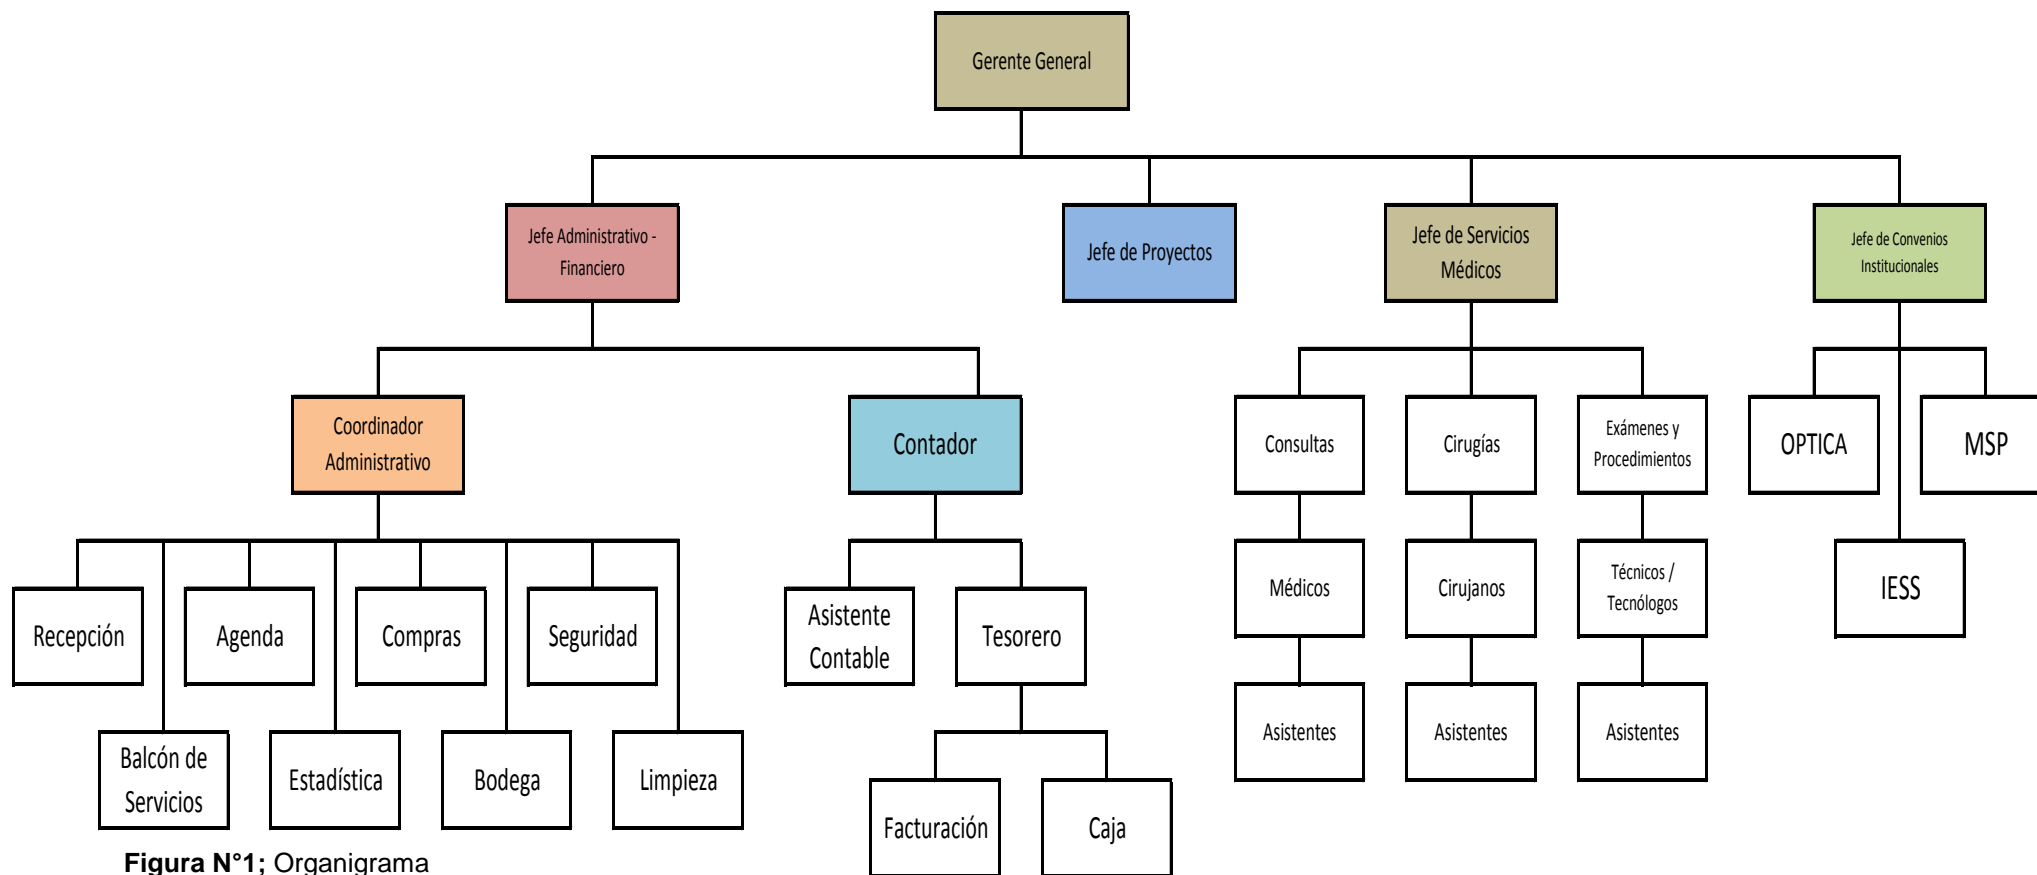 Gerente General
Jefe Administrativo -
Financiero
Jefe de Proyectos
Jefe de Servicios
Médicos
Jefe de Convenios
Institucionales
Coordinador
Administrativo
Contador
Consultas
Cirugías
Exámenes y
Procedimientos
OPTICA
MSP
Médicos
Cirujanos
Técnicos /
Tecnólogos
IESS
Recepción
Agenda
Compras
Seguridad
Asistente
Contable
Tesorero
Asistentes
Asistentes
Asistentes
Balcón de
Servicios
Estadística
Bodega
Limpieza
Facturación
Caja
Figura N°1; Organigrama